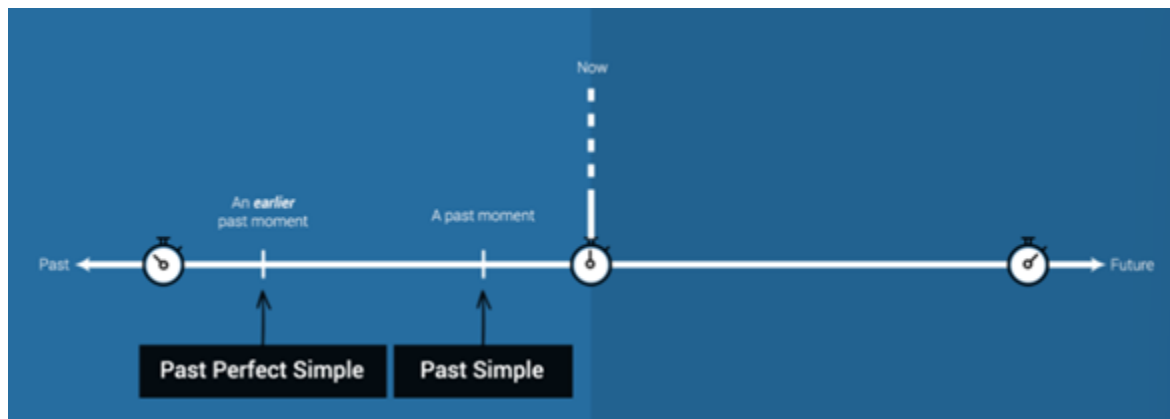 Now
An earlier
past moment
A past moment
Past
Future
Past Perfect Simple
Past Simple